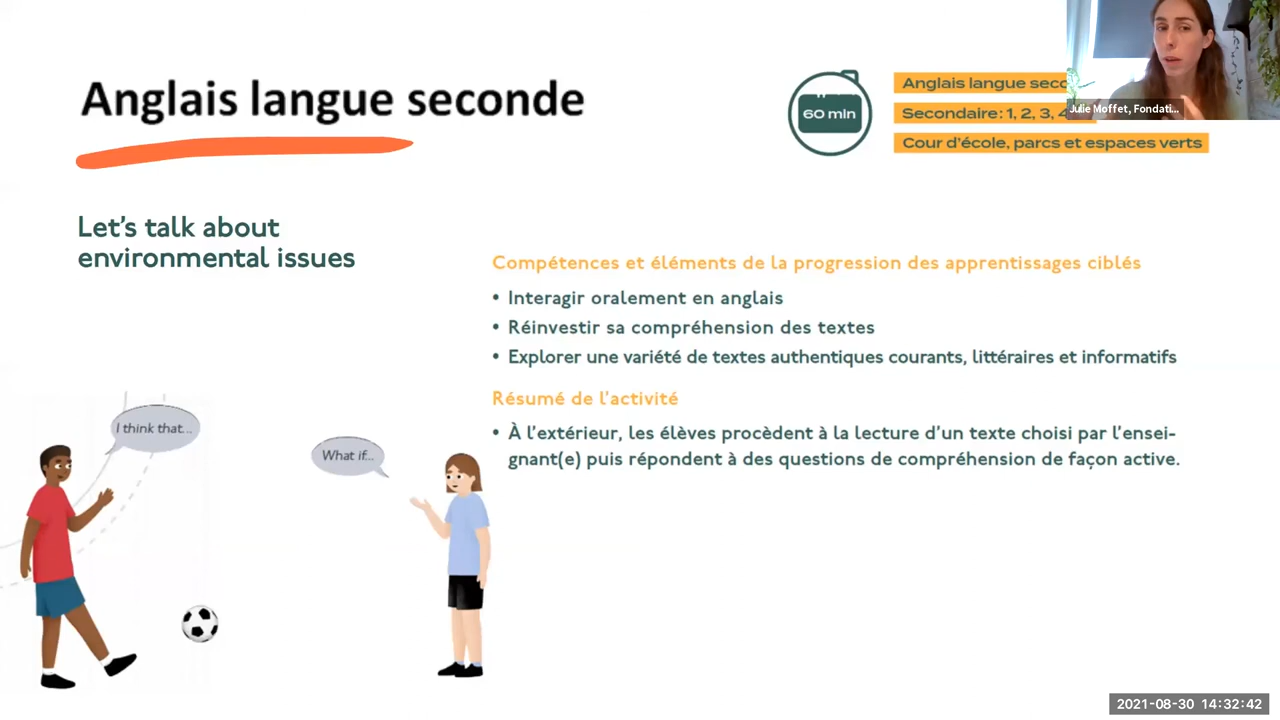 Anglais langue seconde
60 min
Anglais langue
Secondaire: 1, 2, 3,
Cour d'école, parcs et espaces verts
Julie Moffet, Fondati...
Let's talk about
environmental issues
Compétences et éléments de la progression des apprentissages ciblés
• Interagir oralement en anglais
• Réinvestir sa compréhension des textes
• Explorer une variété de textes authentiques courants, littéraires et informatifs
Résumé de l'activité
• À l'extérieur, les élèves procèdent à la lecture d'un texte choisi par l'ensei-
gnant(e) puis répondent à des questions de compréhension de façon active.
I think that...
What if...
2021-08-30 14:32:42